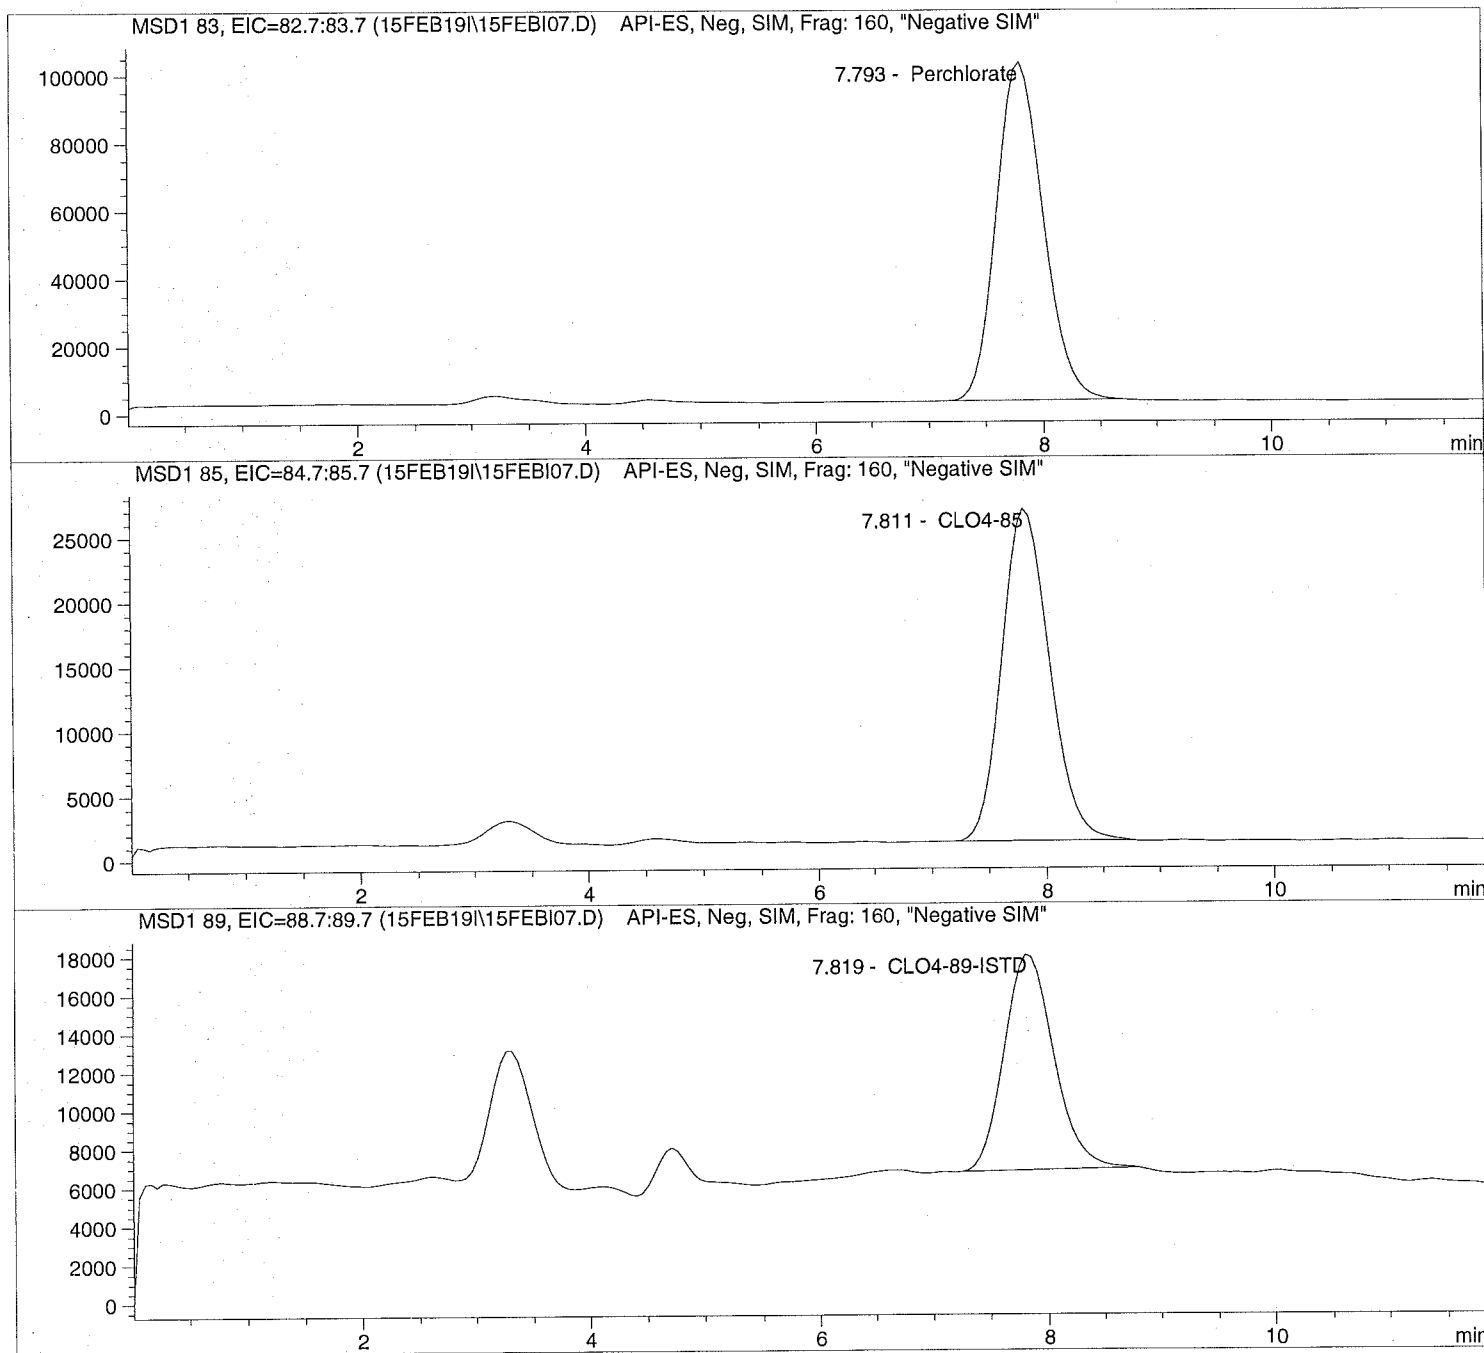 MSD1 83, EIC=82.7:83.7 (15FEB19I\15FEBI07.D) API-ES, Neg, SIM, Frag: 160, "Negative SIM"
7.793 - Perchlorate
100000
80000
60000
40000
20000
0
2 4 6 8 10 min
MSD1 85, EIC=84.7:85.7 (15FEB19I\15FEBI07.D) API-ES, Neg, SIM, Frag: 160, "Negative SIM"
7.811 - CLO4-85
25000
20000
15000
10000
5000
0
2 4 6 8 10 min
MSD1 89, EIC=88.7:89.7 (15FEB19I\15FEBI07.D) API-ES, Neg, SIM, Frag: 160, "Negative SIM"
7.819 - CLO4-89-ISTD
18000
16000
14000
12000
10000
8000
6000
4000
2000
0
2 4 6 8 10 min